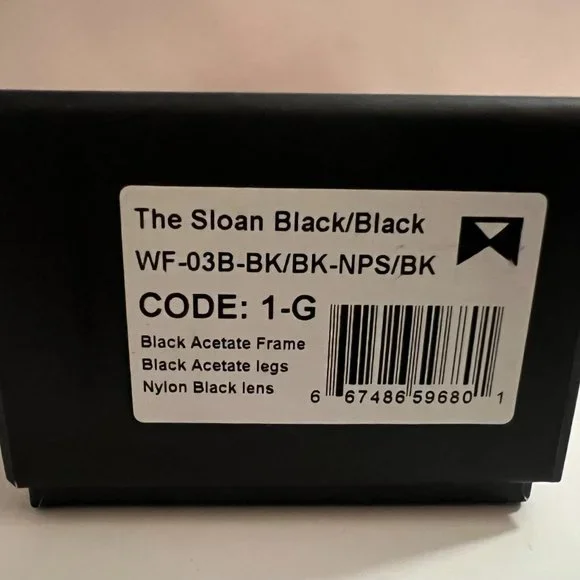 The Sloan Black/Black
WF-03B-BK/BK-NPS/BK
CODE: 1-G
Black Acetate Frame
Black Acetate legs
Nylon Black lens
6 67486 59680 1